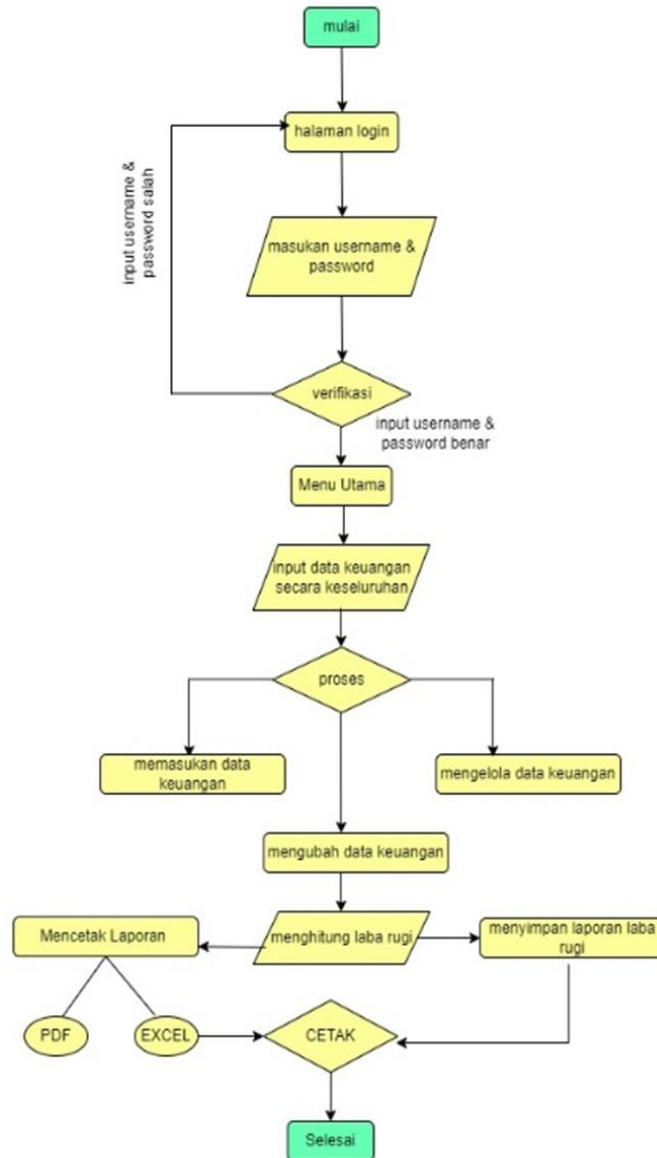 mulai
halaman login
input username &
password salah
masukan username &
password
verifikasi
input username &
password benar
Menu Utama
input data keuangan
secara keseluruhan
proses
memasukan data
keuangan
mengelola data keuangan
mengubah data keuangan
Mencetak Laporan
menghitung laba rugi
menyimpan laporan laba
rugi
PDF
EXCEL
CETAK
Selesai